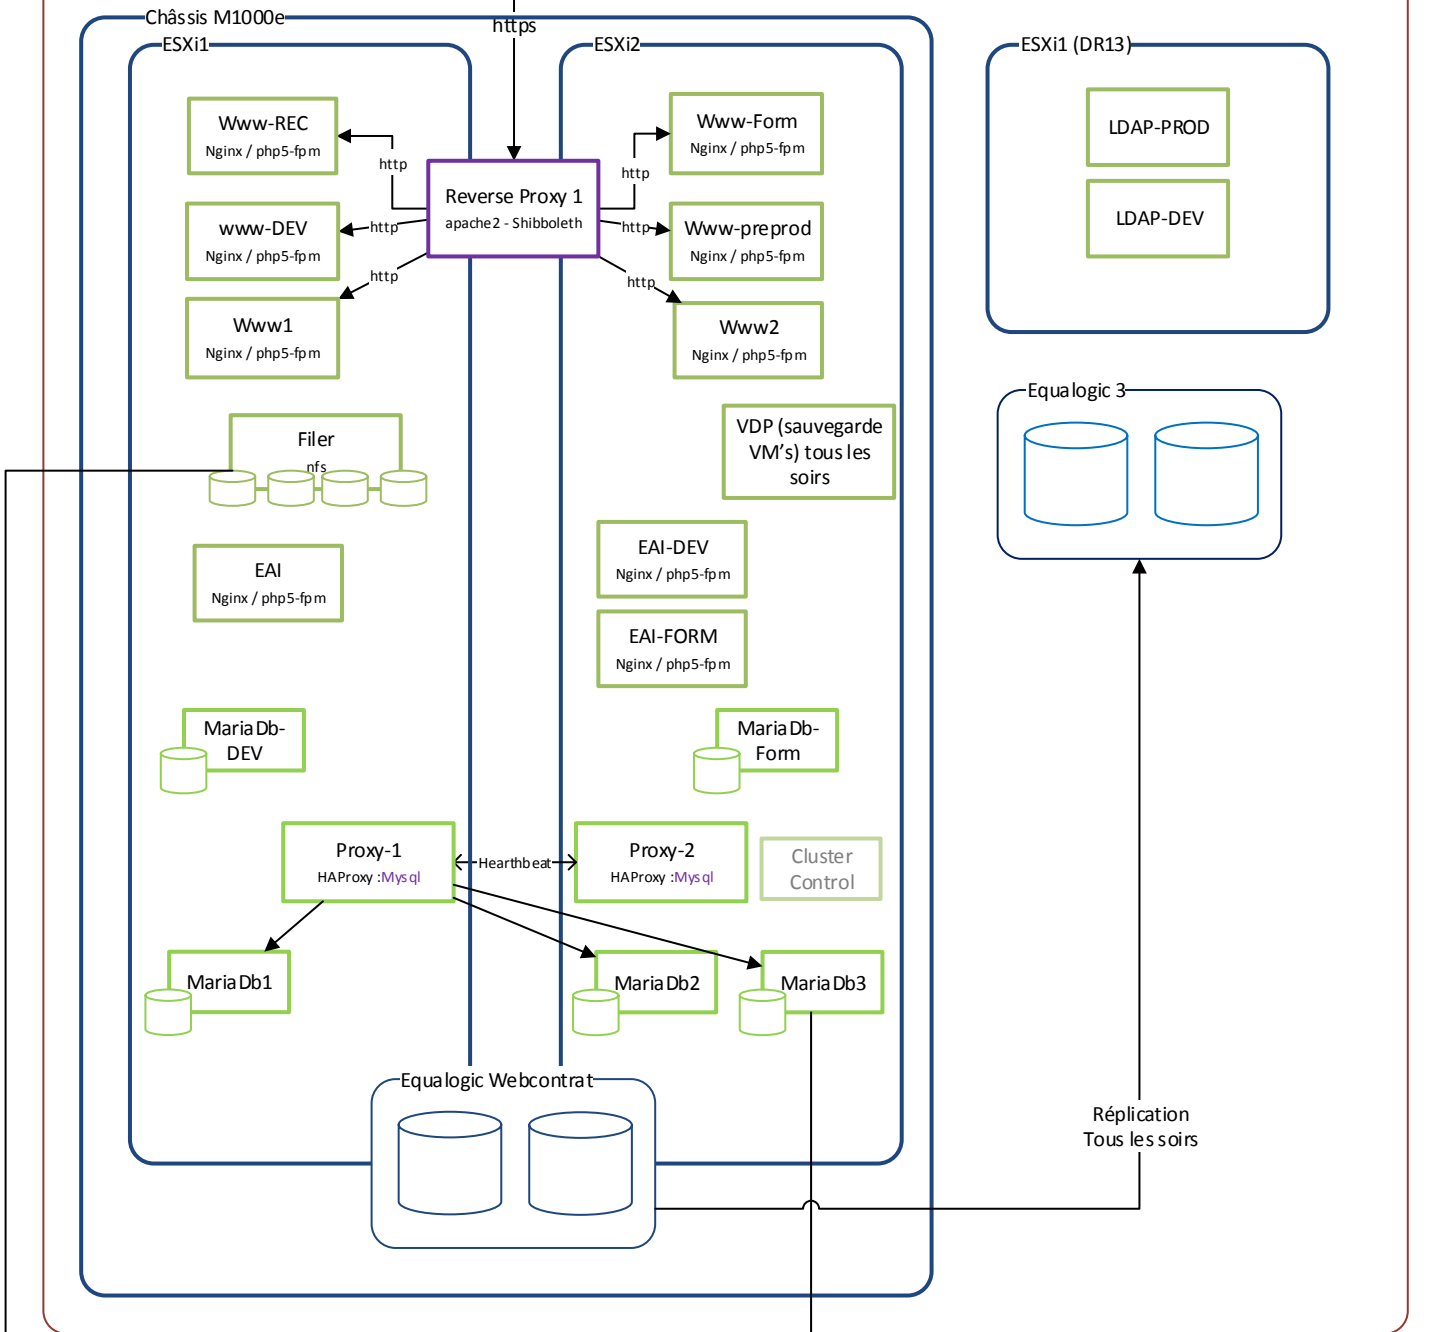 Châssis M1000e
https
ESXi1
ESXi2
ESXi1 (DR13)
Www-REC
Nginx / php5-fpm
http
Www-Form
Nginx / php5-fpm
http
LDAP-PROD
Reverse Proxy 1
apache2 - Shibboleth
www-DEV
Nginx / php5-fpm
http
http
Www-preprod
Nginx / php5-fpm
LDAP-DEV
http
http
Www1
Nginx / php5-fpm
Www2
Nginx / php5-fpm
Equalogic 3
Filer
nfs
VDP (sauvegarde
VM's) tous les
soirs
EAI
Nginx / php5-fpm
EAI-DEV
Nginx / php5-fpm
EAI-FORM
Nginx / php5-fpm
MariaDb-
DEV
MariaDb-
Form
Proxy-1
HAProxy :Mysql
Hearthbeat
Proxy-2
HAProxy :Mysql
Cluster
Control
MariaDb1
MariaDb2
MariaDb3
Equalogic Webcontrat
Réplication
Tous les soirs